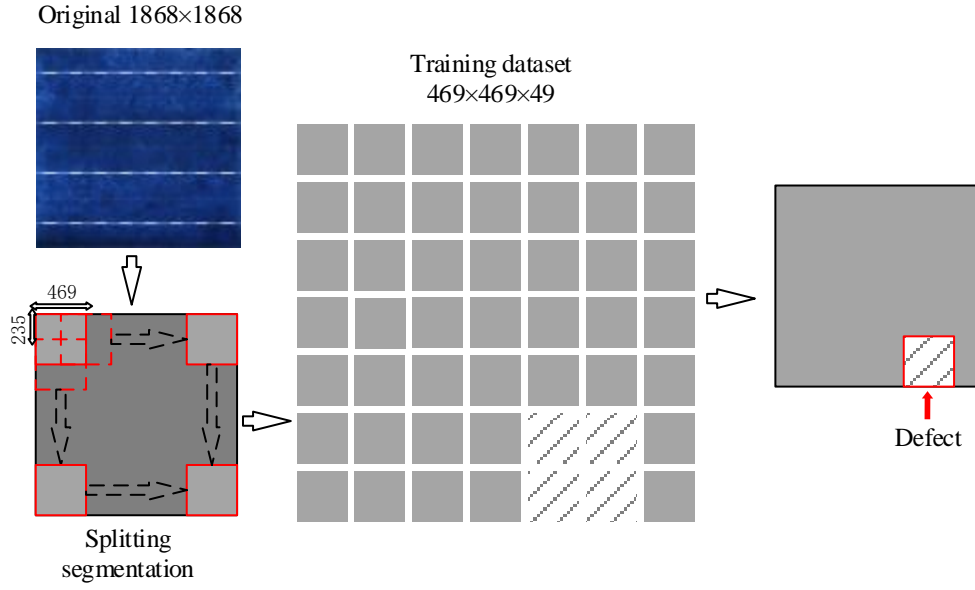 Original 1868×1868
Training dataset
469×469×49
469
235
Splitting
segmentation
Defect